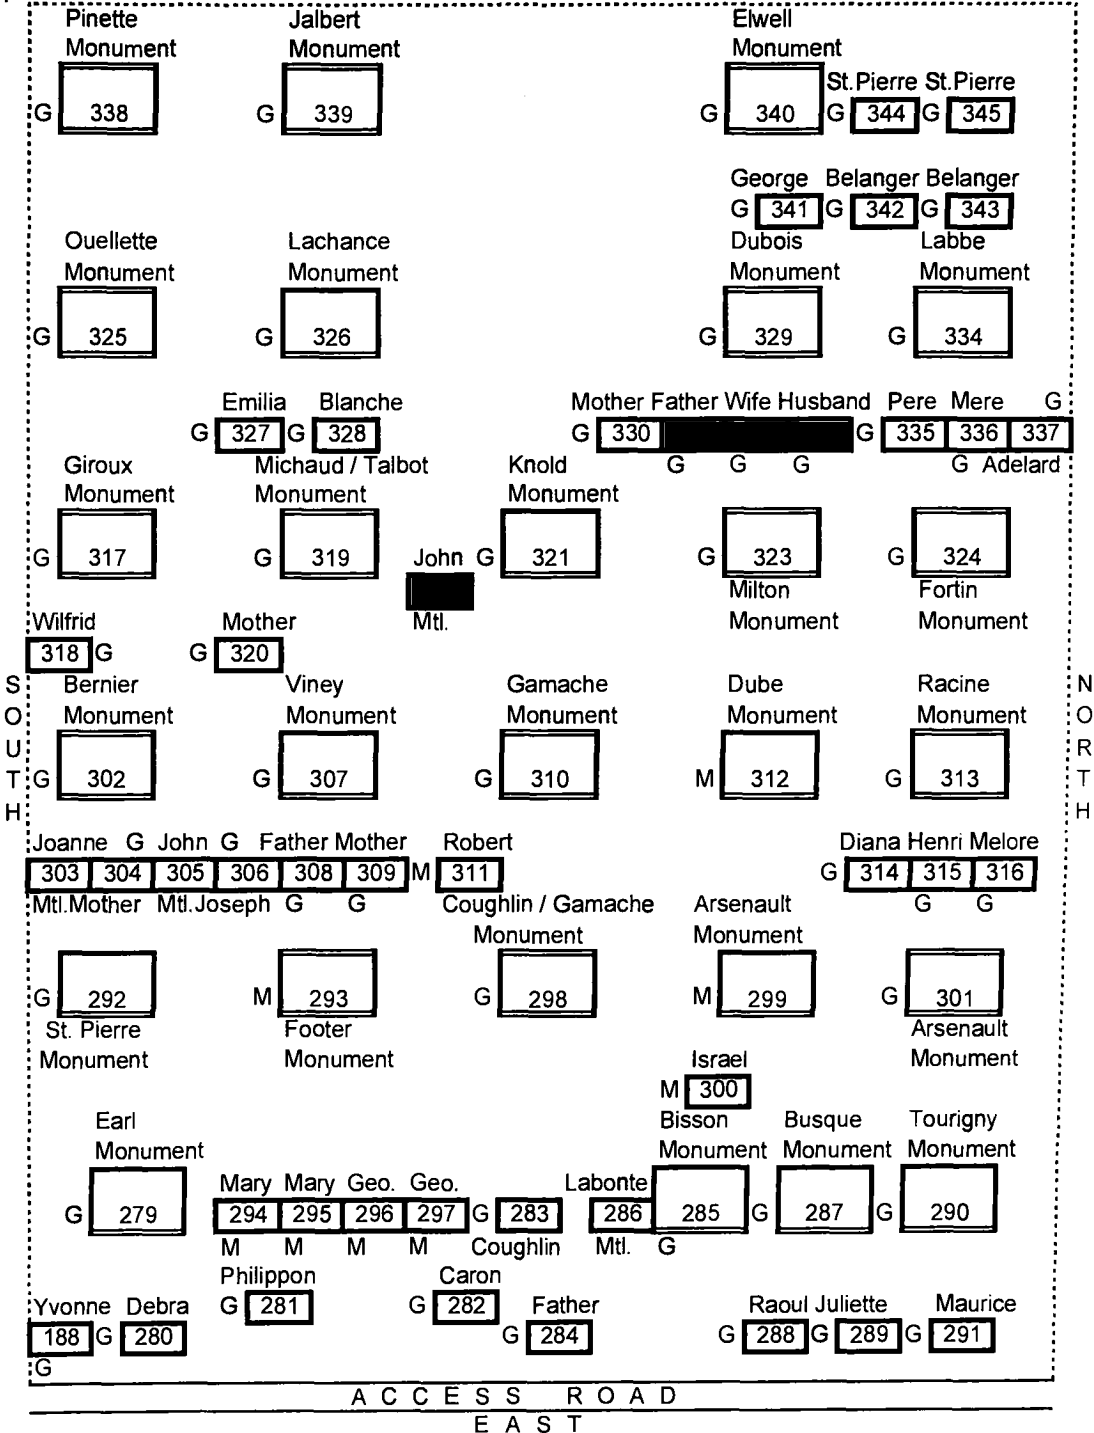 Pinette Jalbert Elwell
Monument Monument Monument
St.Pierre St.Pierre
G 338 G 339 G 340 G 344 G 345
George Belanger Belanger
G 341 G 342 G 343
Ouellette Lachance Dubois Labbe
Monument Monument Monument Monument
G 325 G 326 G 329 G 334
Emilia Blanche Mother Father Wife Husband Pere Mere G
G 327 G 328 G 330 G 335 336 337
Giroux Michaud / Talbot Knold G G G G Adelard
Monument Monument Monument
G 317 G 319 John G 321 G 323 G 324
Mtl. Milton Fortin
Wilfrid Mother Monument Monument
318 G G 320
Bernier Viney Gamache Dube Racine
Monument Monument Monument Monument Monument
G 302 G 307 G 310 M 312 G 313
SOUTH
NORTH
Joanne G John G Father Mother Robert Diana Henri Melore
303 304 305 306 308 309 M 311 G 314 315 316
Mtl.Mother Mtl.Joseph G G Coughlin / Gamache Arsenault G G
Monument Monument
G 292 M 293 G 298 M 299 G 301
St. Pierre Footer Arsenault
Monument Monument Monument
Israel
M 300
Earl Bisson Busque Tourigny
Monument Monument Monument Monument
Mary Mary Geo. Geo. Labonte
G 279 294 295 296 297 G 283 286 285 G 287 G 290
M M M M Coughlin Mtl. G
Philippon Caron
G 281 G 282
Yvonne Debra Father Raoul Juliette Maurice
188 G 280 G 284 G 288 G 289 G 291
G
ACCESS ROAD
EAST